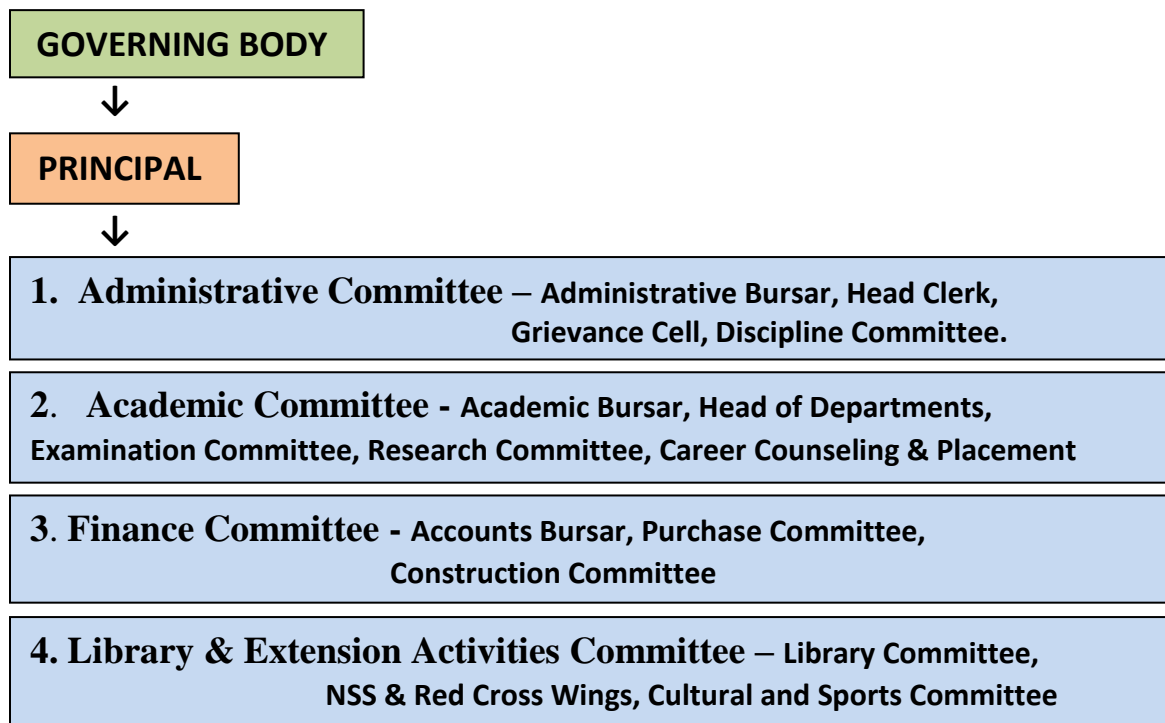 GOVERNING BODY
↓
PRINCIPAL
↓
1. Administrative Committee – Administrative Bursar, Head Clerk,
Grievance Cell, Discipline Committee.
2. Academic Committee - Academic Bursar, Head of Departments,
Examination Committee, Research Committee, Career Counseling & Placement
3. Finance Committee - Accounts Bursar, Purchase Committee,
Construction Committee
4. Library & Extension Activities Committee – Library Committee,
NSS & Red Cross Wings, Cultural and Sports Committee